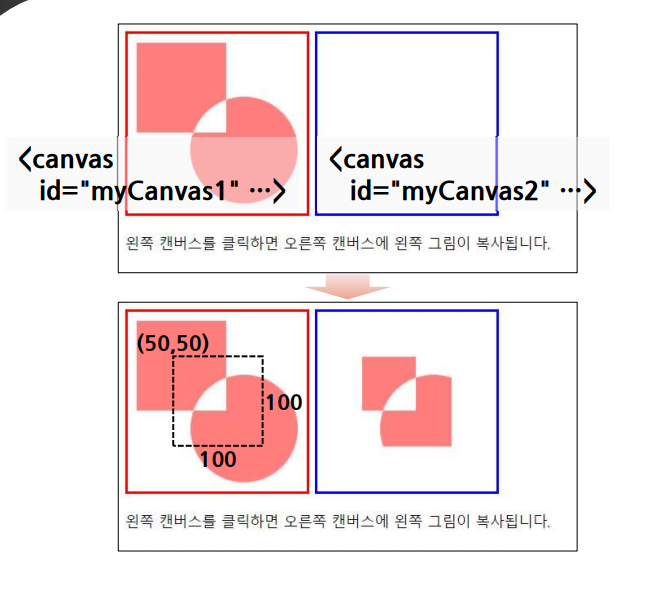 <canvas
id="myCanvas1" ···>
<canvas
id="myCanvas2" ···>
왼쪽 캔버스를 클릭하면 오른쪽 캔버스에 왼쪽 그림이 복사됩니다.
(50,50)
100
100
왼쪽 캔버스를 클릭하면 오른쪽 캔버스에 왼쪽 그림이 복사됩니다.